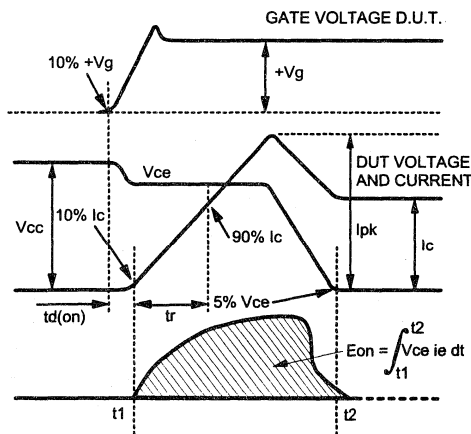 GATE VOLTAGE D.U.T.
10% +Vg
+Vg
Vce
DUT VOLTAGE
AND CURRENT
10% Ic
Vcc
90% Ic
Ipk
Ic
td(on)
tr
5% Vce
Eon = ∫ Vce ie dt
t2
t1
t1
t2